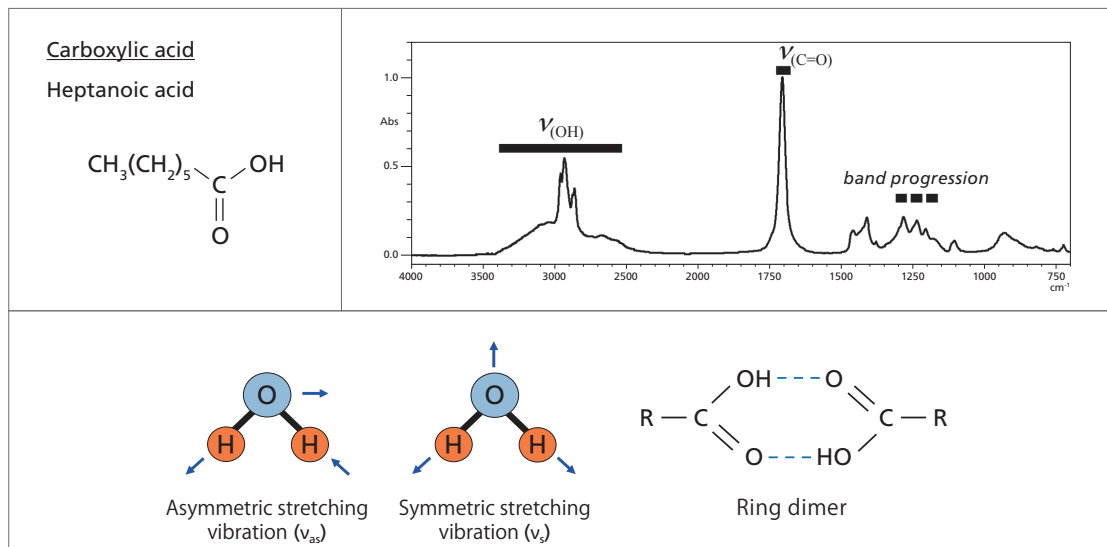 Carboxylic acid
Heptanoic acid
CH₃(CH₂)₅
OH
C
O
ν(OH)
ν(C=O)
band progression
Abs
1.0
0.5
0.0
4000 3500 3000 2500 2000 1750 1500 1250 1000 750
cm⁻¹
O
H H
Asymmetric stretching
vibration (νas)
O
H H
Symmetric stretching
vibration (νs)
OH O
R C C R
O HO
Ring dimer